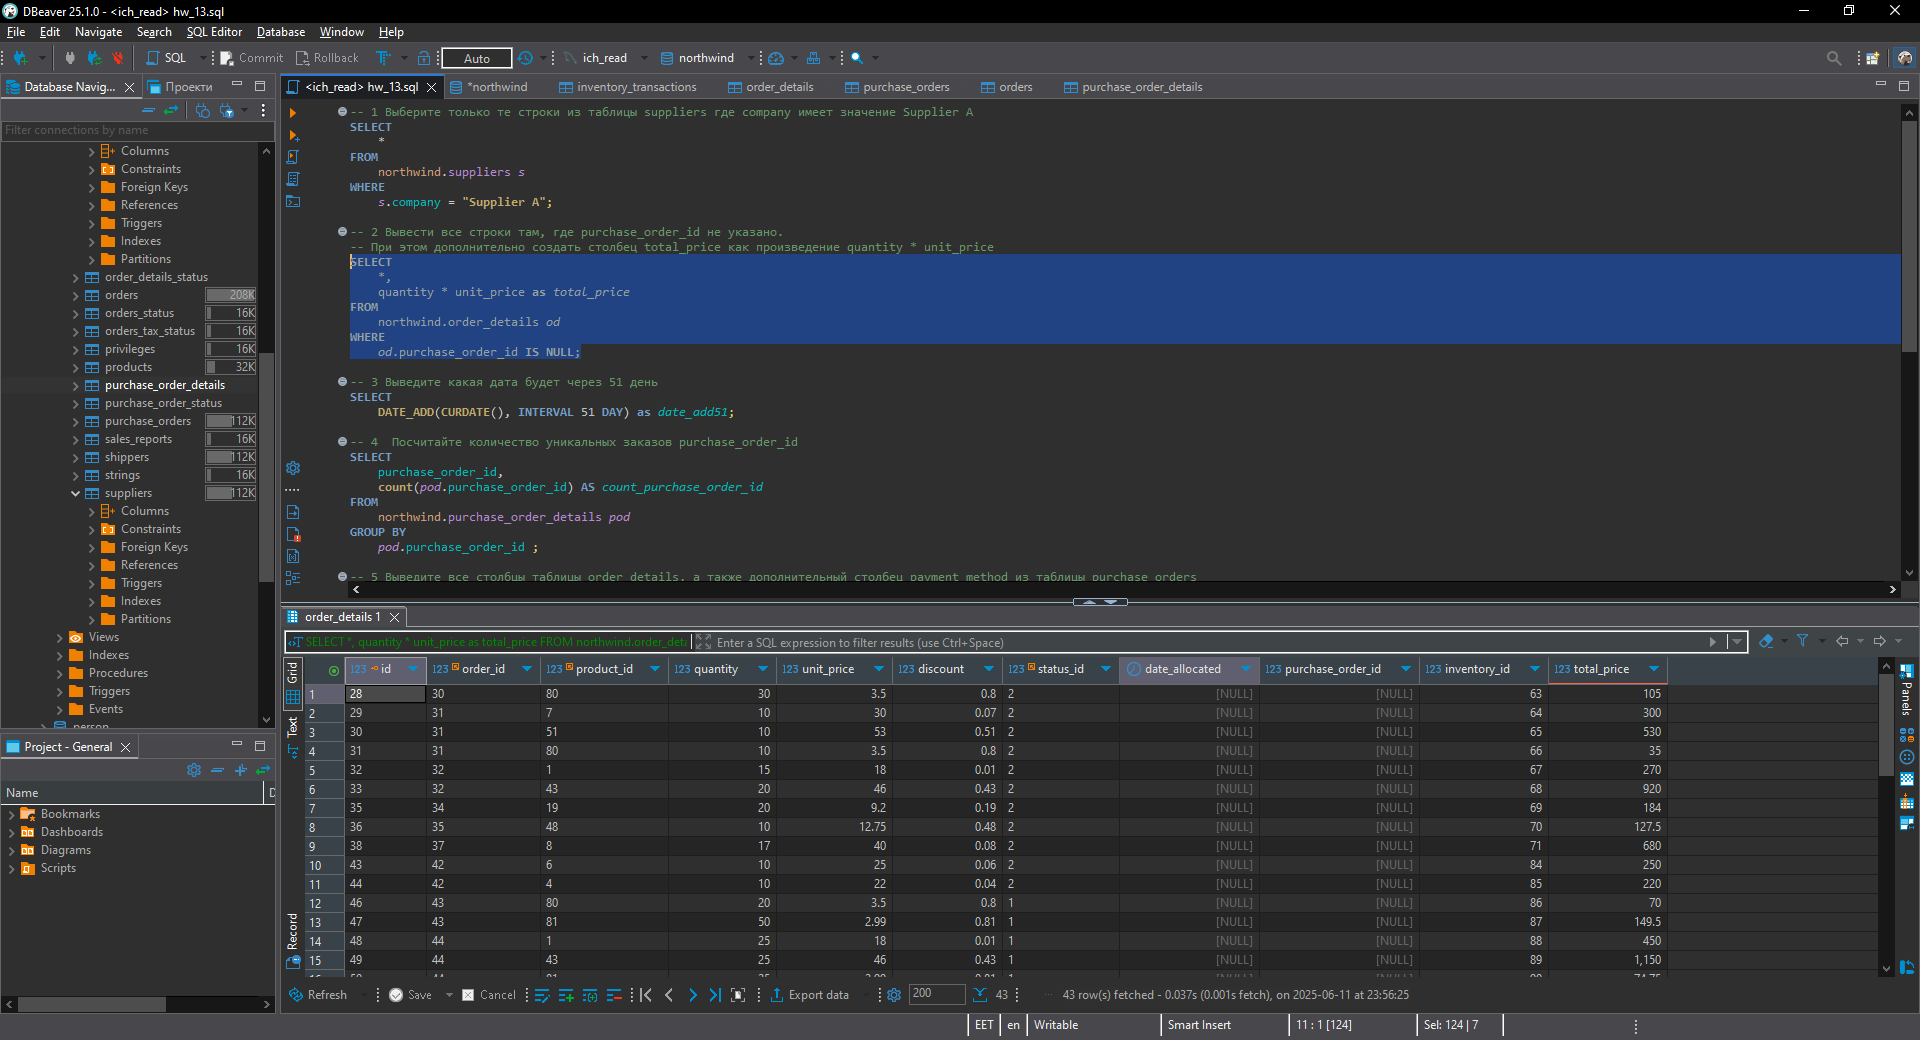 DBeaver 25.1.0 - <ich_read> hw_13.sql
File Edit Navigate Search SQL Editor Database Window Help
SQL Commit Rollback Auto ich_read northwind
Database Navig... Проекти
Filter connections by name
Columns
Constraints
Foreign Keys
References
Triggers
Indexes
Partitions
order_details_status
orders 208K
orders_status 16K
orders_tax_status 16K
privileges 16K
products 32K
purchase_order_details
purchase_order_status
purchase_orders 112K
sales_reports 16K
shippers 112K
strings 16K
suppliers 112K
Columns
Constraints
Foreign Keys
References
Triggers
Indexes
Partitions
Views
Indexes
Procedures
Triggers
Events
Project - General
Name
Bookmarks
Dashboards
Diagrams
Scripts
<ich_read> hw_13.sql *northwind inventory_transactions order_details purchase_orders orders purchase_order_details
-- 1 Выберите только те строки из таблицы suppliers где company имеет значение Supplier A
SELECT
*
FROM
northwind.suppliers s
WHERE
s.company = "Supplier A";
-- 2 Вывести все строки там, где purchase_order_id не указано.
-- При этом дополнительно создать столбец total_price как произведение quantity * unit_price
SELECT
*,
quantity * unit_price as total_price
FROM
northwind.order_details od
WHERE
od.purchase_order_id IS NULL;
-- 3 Выведите какая дата будет через 51 день
SELECT
DATE_ADD(CURDATE(), INTERVAL 51 DAY) as date_add51;
-- 4  Посчитайте количество уникальных заказов purchase_order_id
SELECT
purchase_order_id,
count(pod.purchase_order_id) AS count_purchase_order_id
FROM
northwind.purchase_order_details pod
GROUP BY
pod.purchase_order_id ;
-- 5 Выведите все столбцы таблицы order_details, а также дополнительный столбец payment_method из таблицы purchase_orders
order_details 1
SELECT *, quantity * unit_price as total_price FROM northwind.order_deta Enter a SQL expression to filter results (use Ctrl+Space)
Grid
Text
Record
Panels
123 id 123 order_id 123 product_id 123 quantity 123 unit_price 123 discount 123 status_id date_allocated 123 purchase_order_id 123 inventory_id 123 total_price
1 28 30 80 30 3.5 0.8 2 [NULL] [NULL] 63 105
2 29 31 7 10 30 0.07 2 [NULL] [NULL] 64 300
3 30 31 51 10 53 0.51 2 [NULL] [NULL] 65 530
4 31 31 80 10 3.5 0.8 2 [NULL] [NULL] 66 35
5 32 32 1 15 18 0.01 2 [NULL] [NULL] 67 270
6 33 32 43 20 46 0.43 2 [NULL] [NULL] 68 920
7 35 34 19 20 9.2 0.19 2 [NULL] [NULL] 69 184
8 36 35 48 10 12.75 0.48 2 [NULL] [NULL] 70 127.5
9 38 37 8 17 40 0.08 2 [NULL] [NULL] 71 680
10 43 42 6 10 25 0.06 2 [NULL] [NULL] 84 250
11 44 42 4 10 22 0.04 2 [NULL] [NULL] 85 220
12 46 43 80 20 3.5 0.8 1 [NULL] [NULL] 86 70
13 47 43 81 50 2.99 0.81 1 [NULL] [NULL] 87 149.5
14 48 44 1 25 18 0.01 1 [NULL] [NULL] 88 450
15 49 44 43 25 46 0.43 1 [NULL] [NULL] 89 1,150
Refresh Save Cancel Export data 200 43 43 row(s) fetched - 0.037s (0.001s fetch), on 2025-06-11 at 23:56:25
EET en Writable Smart Insert 11 : 1 [124] Sel: 124 | 7